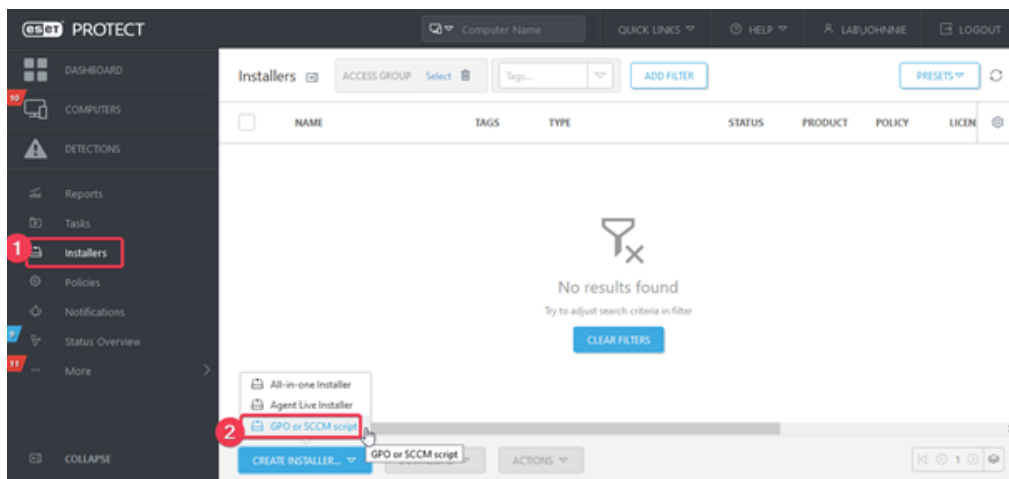 eset PROTECT
Computer Name
QUICK LINKS
HELP
LAB\JOHNNIE
LOGOUT
DASHBOARD
10
COMPUTERS
DETECTIONS
Reports
Tasks
1
Installers
Policies
Notifications
9
Status Overview
11
More
COLLAPSE
Installers
ACCESS GROUP Select
Tags...
ADD FILTER
PRESETS
NAME TAGS TYPE STATUS PRODUCT POLICY LICEN
No results found
Try to adjust search criteria in filter
CLEAR FILTERS
All-in-one Installer
Agent Live Installer
2
GPO or SCCM script
GPO or SCCM script
CREATE INSTALLER...
ACTIONS
1